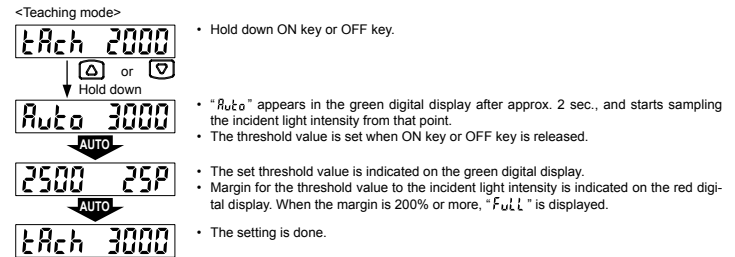 <Teaching mode>
tAch 2000
• Hold down ON key or OFF key.
or
Hold down
Auto 3000
• "Auto" appears in the green digital display after approx. 2 sec., and starts sampling
the incident light intensity from that point.
• The threshold value is set when ON key or OFF key is released.
AUTO
2500 25P
• The set threshold value is indicated on the green digital display.
• Margin for the threshold value to the incident light intensity is indicated on the red digi-
tal display. When the margin is 200% or more, "FuLL" is displayed.
AUTO
tAch 3000
• The setting is done.